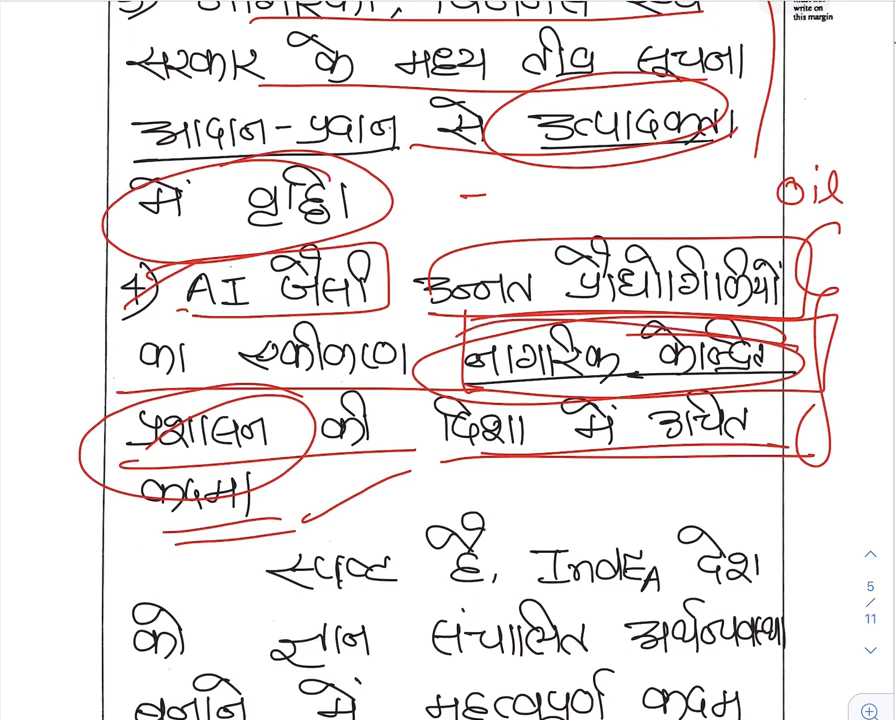 write on
this margin
सरकार के मध्य तीव्र सूचना
आदान-प्रदान से उत्पादकता
में वृद्धि।
oil
4) AI जैसी उन्नत प्रौद्योगिकियों
का एकीकरण नागरिक केन्द्रित
प्रशासन की दिशा में उचित
कदम।
स्पष्ट है, IndEA देश
को ज्ञान संचालित अर्थव्यवस्था
बनाने में महत्वपूर्ण कदम
5
/
11